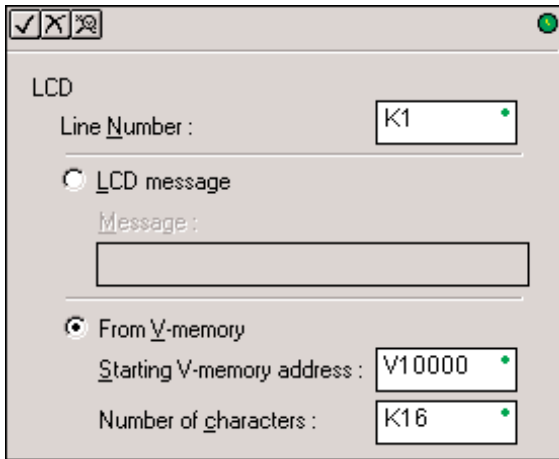 LCD
Line Number : K1
LCD message
Message :
From V-memory
Starting V-memory address : V10000
Number of characters : K16